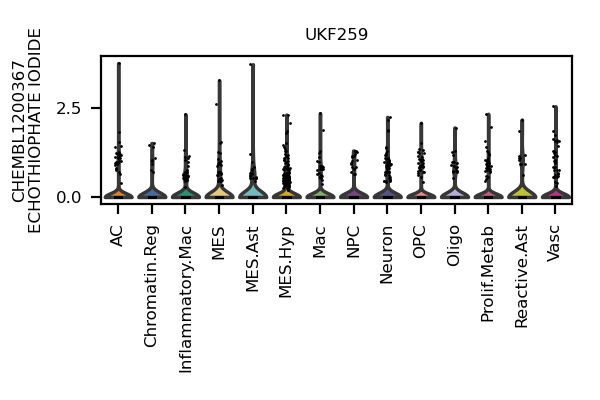 UKF259
CHEMBL1200367
ECHOTHIOPHATE IODIDE
2.5
0.0
AC
Chromatin.Reg
Inflammatory.Mac
MES
MES.Ast
MES.Hyp
Mac
NPC
Neuron
OPC
Oligo
Prolif.Metab
Reactive.Ast
Vasc